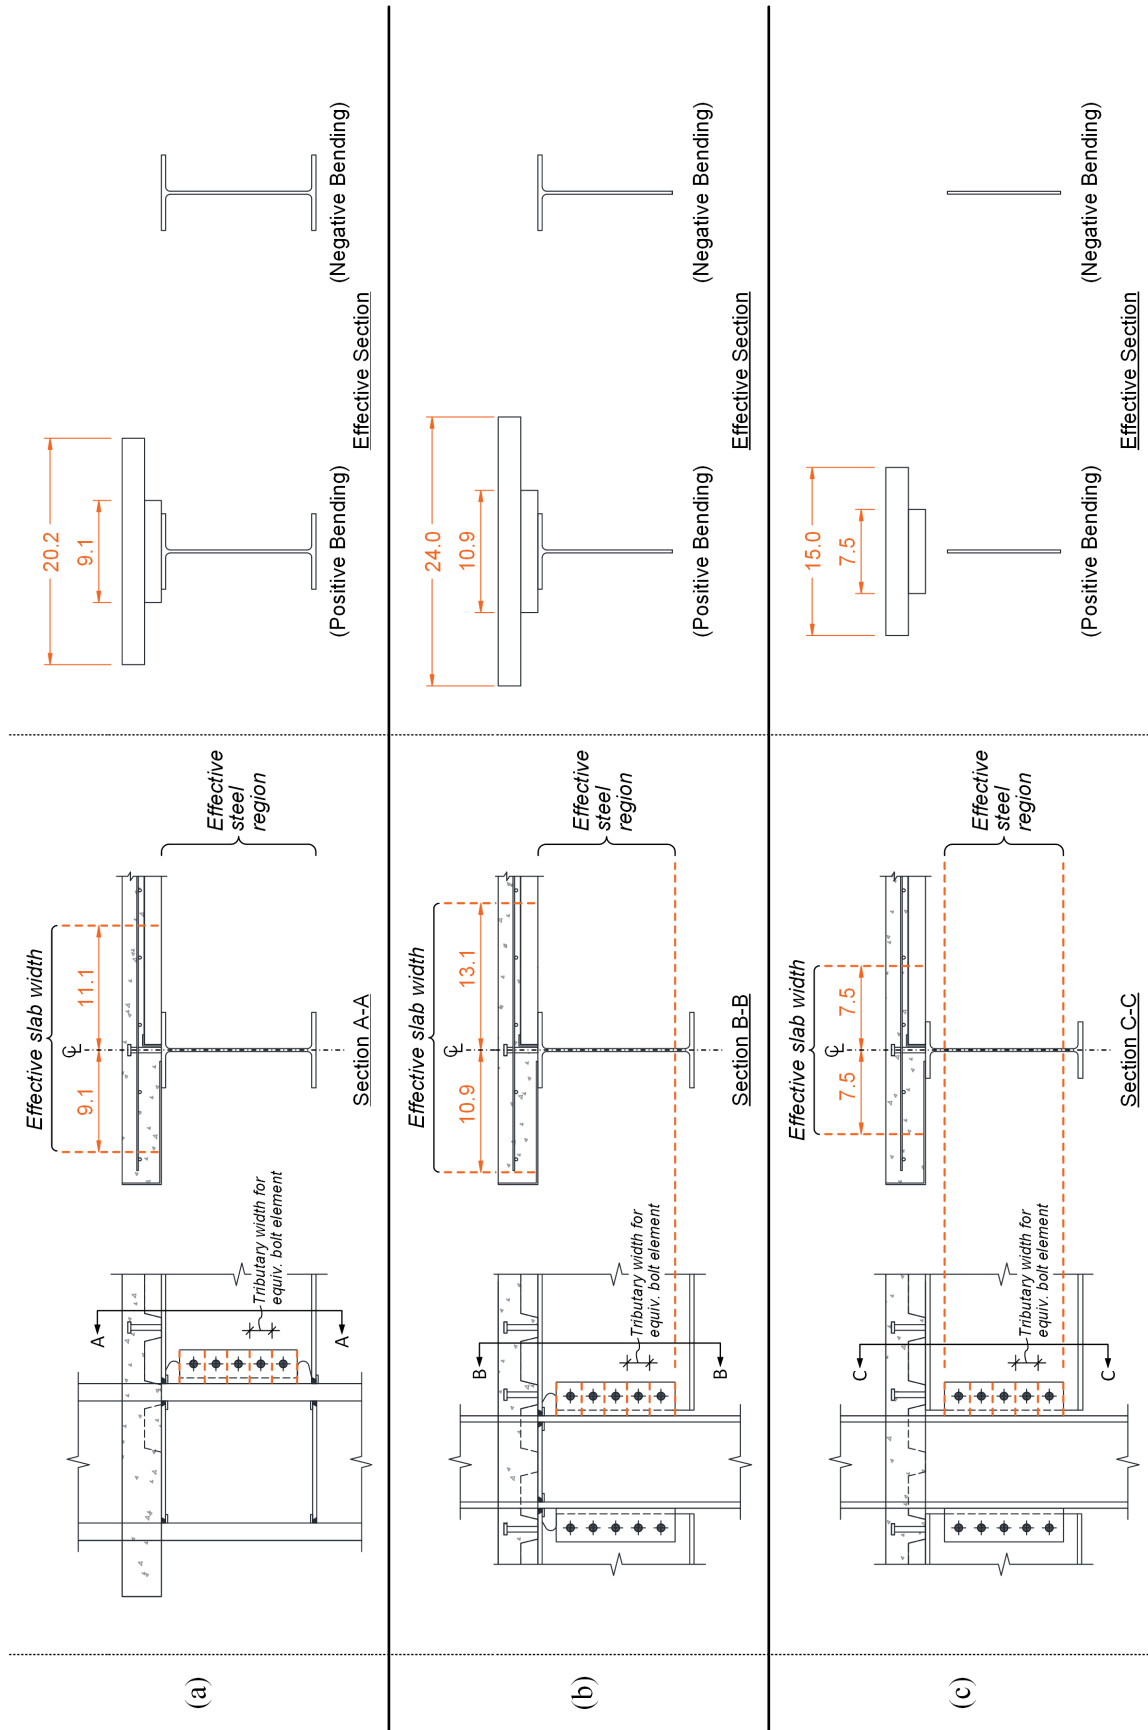 (a)
A
A
Tributary width for
equiv. bolt element
Effective slab width
CL
9.1
11.1
Section A-A
Effective
steel
region
20.2
9.1
(Positive Bending)
(Negative Bending)
Effective Section
(b)
B
B
Tributary width for
equiv. bolt element
Effective slab width
CL
10.9
13.1
Section B-B
Effective
steel
region
24.0
10.9
(Positive Bending)
(Negative Bending)
Effective Section
(c)
C
C
Tributary width for
equiv. bolt element
Effective slab width
CL
7.5
7.5
Section C-C
Effective
steel
region
15.0
7.5
(Positive Bending)
(Negative Bending)
Effective Section